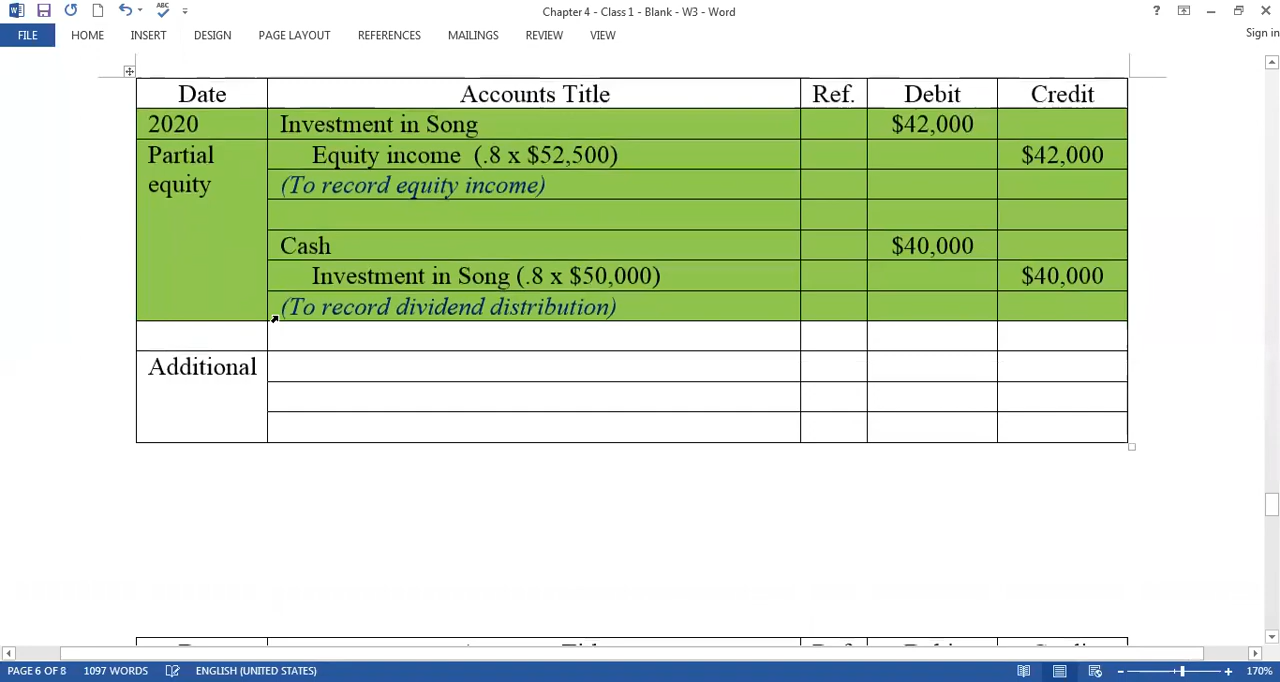 Chapter 4 - Class 1 - Blank - W3 - Word
?
Sign in
FILE HOME INSERT DESIGN PAGE LAYOUT REFERENCES MAILINGS REVIEW VIEW
Date Accounts Title Ref. Debit Credit
2020 Investment in Song $42,000
Partial Equity income (.8 x $52,500) $42,000
equity (To record equity income)
Cash $40,000
Investment in Song (.8 x $50,000) $40,000
(To record dividend distribution)
Additional
PAGE 6 OF 8 1097 WORDS ENGLISH (UNITED STATES) 170%